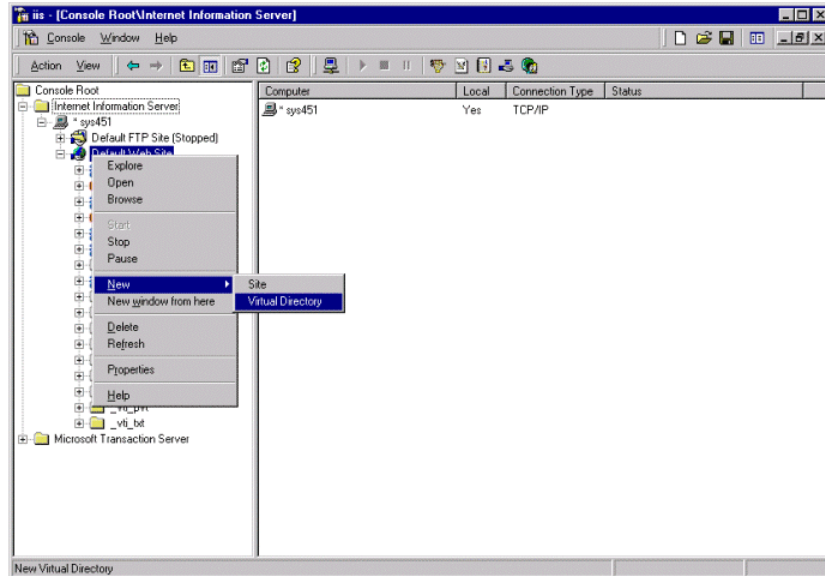 iis - [Console Root\Internet Information Server]
Console Window Help
Action View
Console Root
Internet Information Server
* sys451
Default FTP Site (Stopped)
Default Web Site
Explore
Open
Browse
Start
Stop
Pause
New
New window from here
Delete
Refresh
Properties
Help
Site
Virtual Directory
_vti_pvt
_vti_txt
Microsoft Transaction Server
Computer Local Connection Type Status
* sys451 Yes TCP/IP
New Virtual Directory